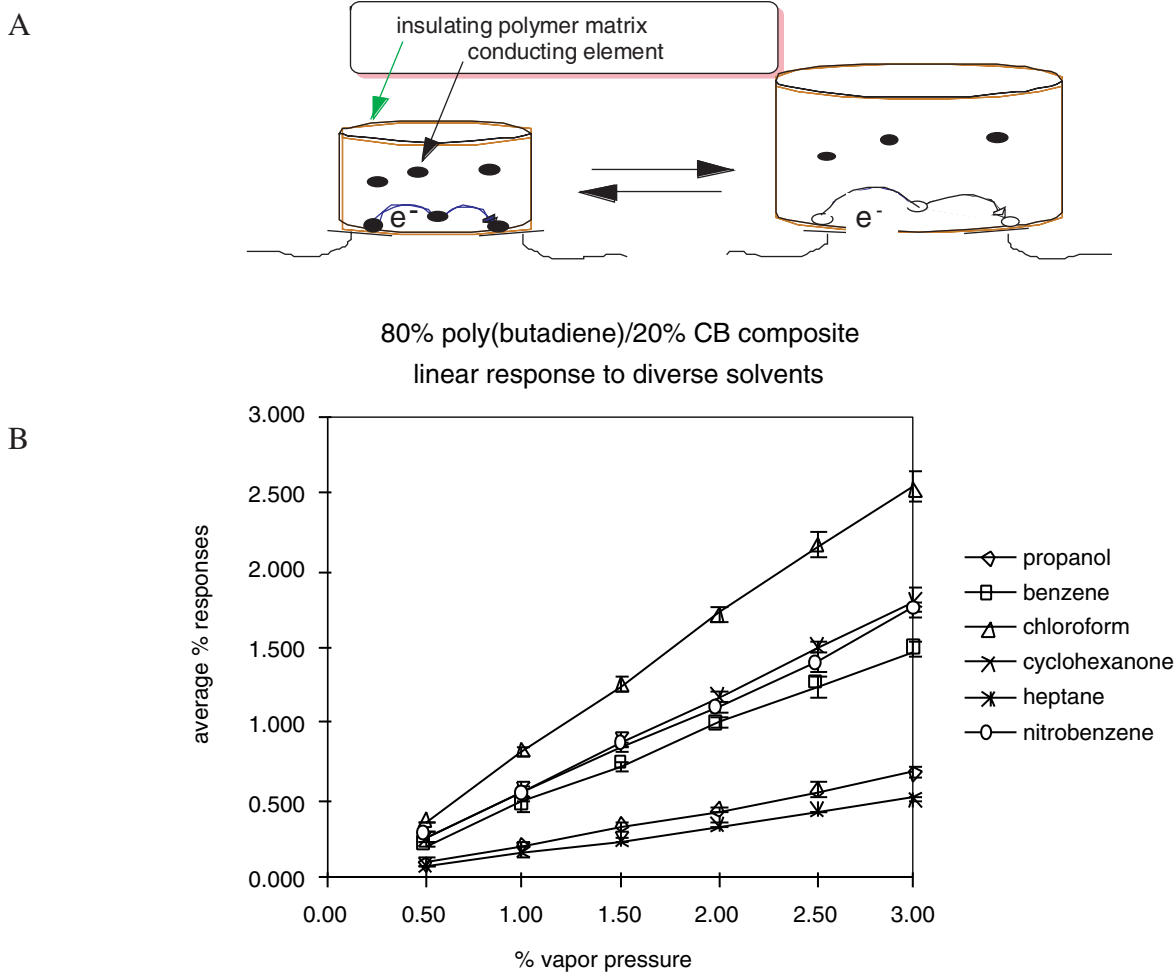 A
insulating polymer matrix
conducting element
e-
e-
80% poly(butadiene)/20% CB composite
linear response to diverse solvents
B
3.000
2.500
2.000
1.500
1.000
0.500
0.000
average % responses
0.00 0.50 1.00 1.50 2.00 2.50 3.00
% vapor pressure
propanol
benzene
chloroform
cyclohexanone
heptane
nitrobenzene